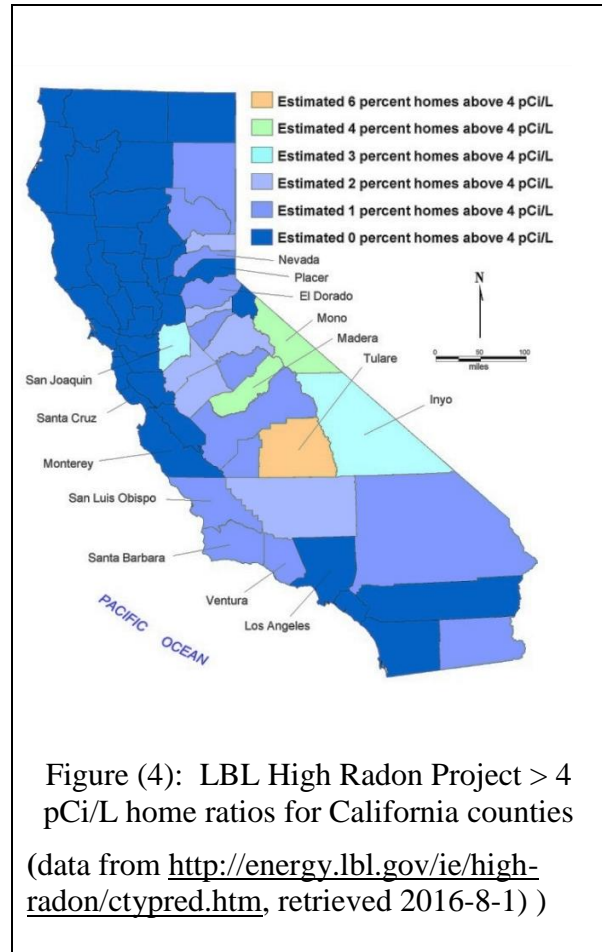 Estimated 6 percent homes above 4 pCi/L
Estimated 4 percent homes above 4 pCi/L
Estimated 3 percent homes above 4 pCi/L
Estimated 2 percent homes above 4 pCi/L
Estimated 1 percent homes above 4 pCi/L
Estimated 0 percent homes above 4 pCi/L
Nevada
Placer
El Dorado
Mono
Madera
Tulare
Inyo
N
0 50 100
miles
San Joaquin
Santa Cruz
Monterey
San Luis Obispo
Santa Barbara
Ventura
Los Angeles
PACIFIC OCEAN
Figure (4): LBL High Radon Project > 4
pCi/L home ratios for California counties
(data from http://energy.lbl.gov/ie/high-
radon/ctypred.htm, retrieved 2016-8-1) )